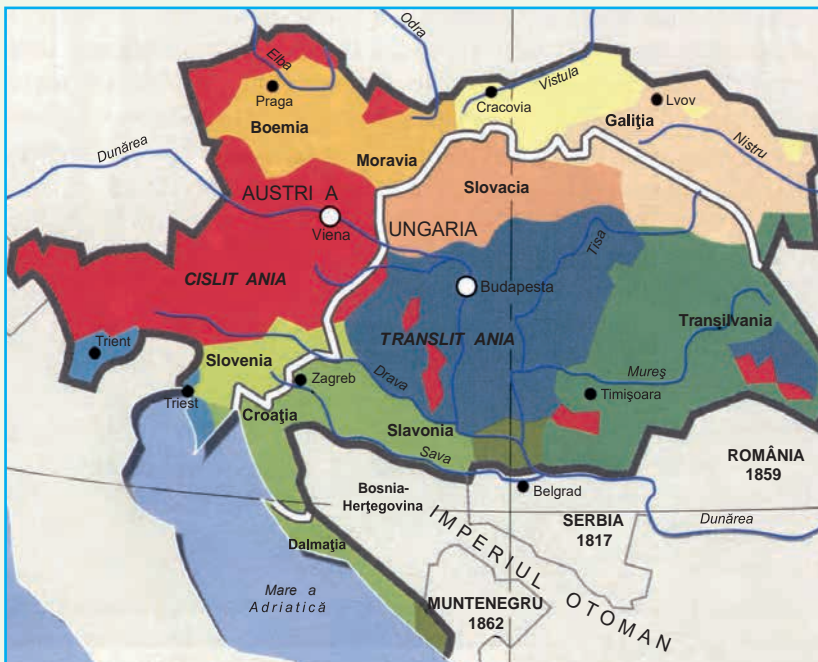 Odra
Elba
Praga
Vistula
Cracovia
Lvov
Boemia
Galiţia
Dunărea
Moravia
Nistru
AUSTRI A
Slovacia
Viena
UNGARIA
Tisa
CISLIT ANIA
Budapesta
Transilvania
TRANSLIT ANIA
Trient
Slovenia
Mureş
Zagreb
Drava
Timişoara
Triest
Croaţia
Slavonia
Sava
ROMÂNIA
1859
Bosnia-
Herţegovina
Belgrad
SERBIA
1817
Dunărea
IMPERIUL OTOMAN
Dalmaţia
Mare a
Adriatică
MUNTENEGRU
1862